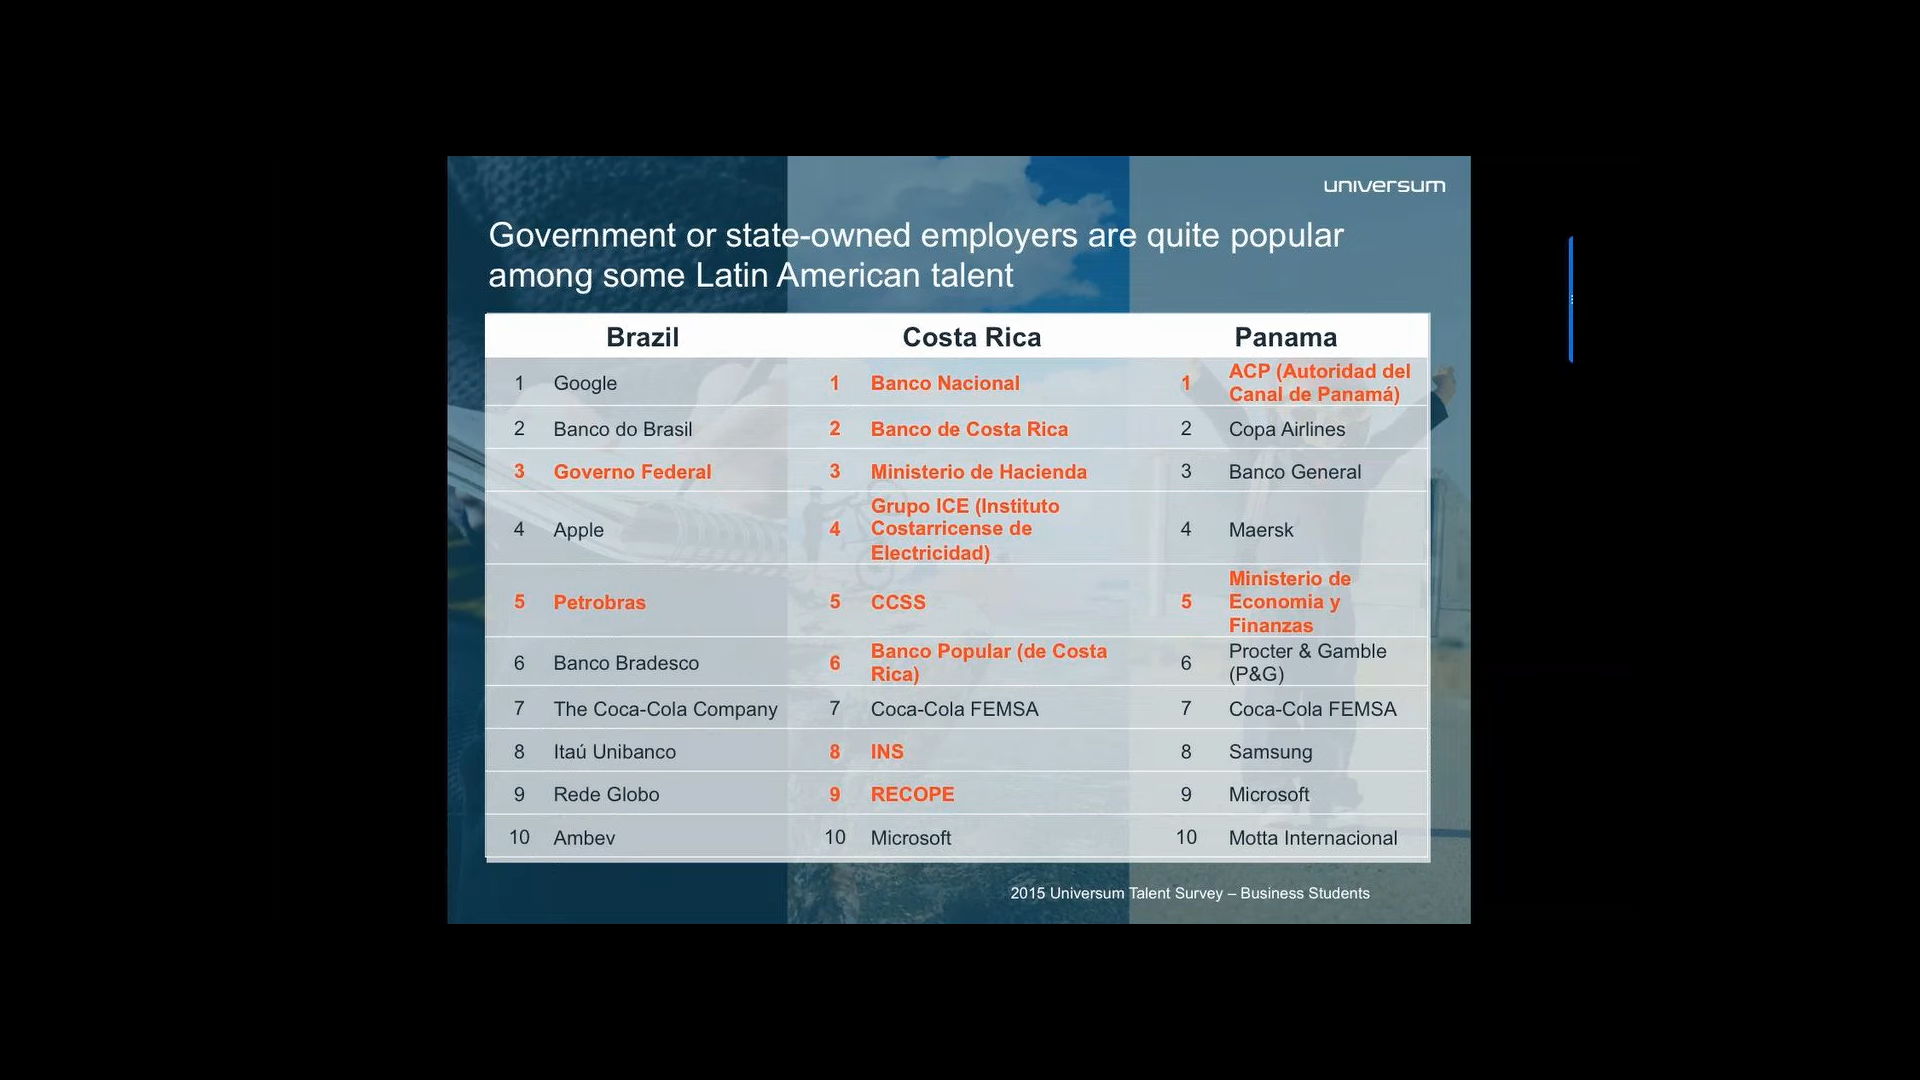 universum
Government or state-owned employers are quite popular
among some Latin American talent
Brazil Costa Rica Panama
1 Google 1 Banco Nacional 1 ACP (Autoridad del
Canal de Panamá)
2 Banco do Brasil 2 Banco de Costa Rica 2 Copa Airlines
3 Governo Federal 3 Ministerio de Hacienda 3 Banco General
4 Apple 4 Grupo ICE (Instituto
Costarricense de
Electricidad) 4 Maersk
5 Petrobras 5 CCSS 5 Ministerio de
Economia y
Finanzas
6 Banco Bradesco 6 Banco Popular (de Costa
Rica) 6 Procter & Gamble
(P&G)
7 The Coca-Cola Company 7 Coca-Cola FEMSA 7 Coca-Cola FEMSA
8 Itaú Unibanco 8 INS 8 Samsung
9 Rede Globo 9 RECOPE 9 Microsoft
10 Ambev 10 Microsoft 10 Motta Internacional
2015 Universum Talent Survey – Business Students